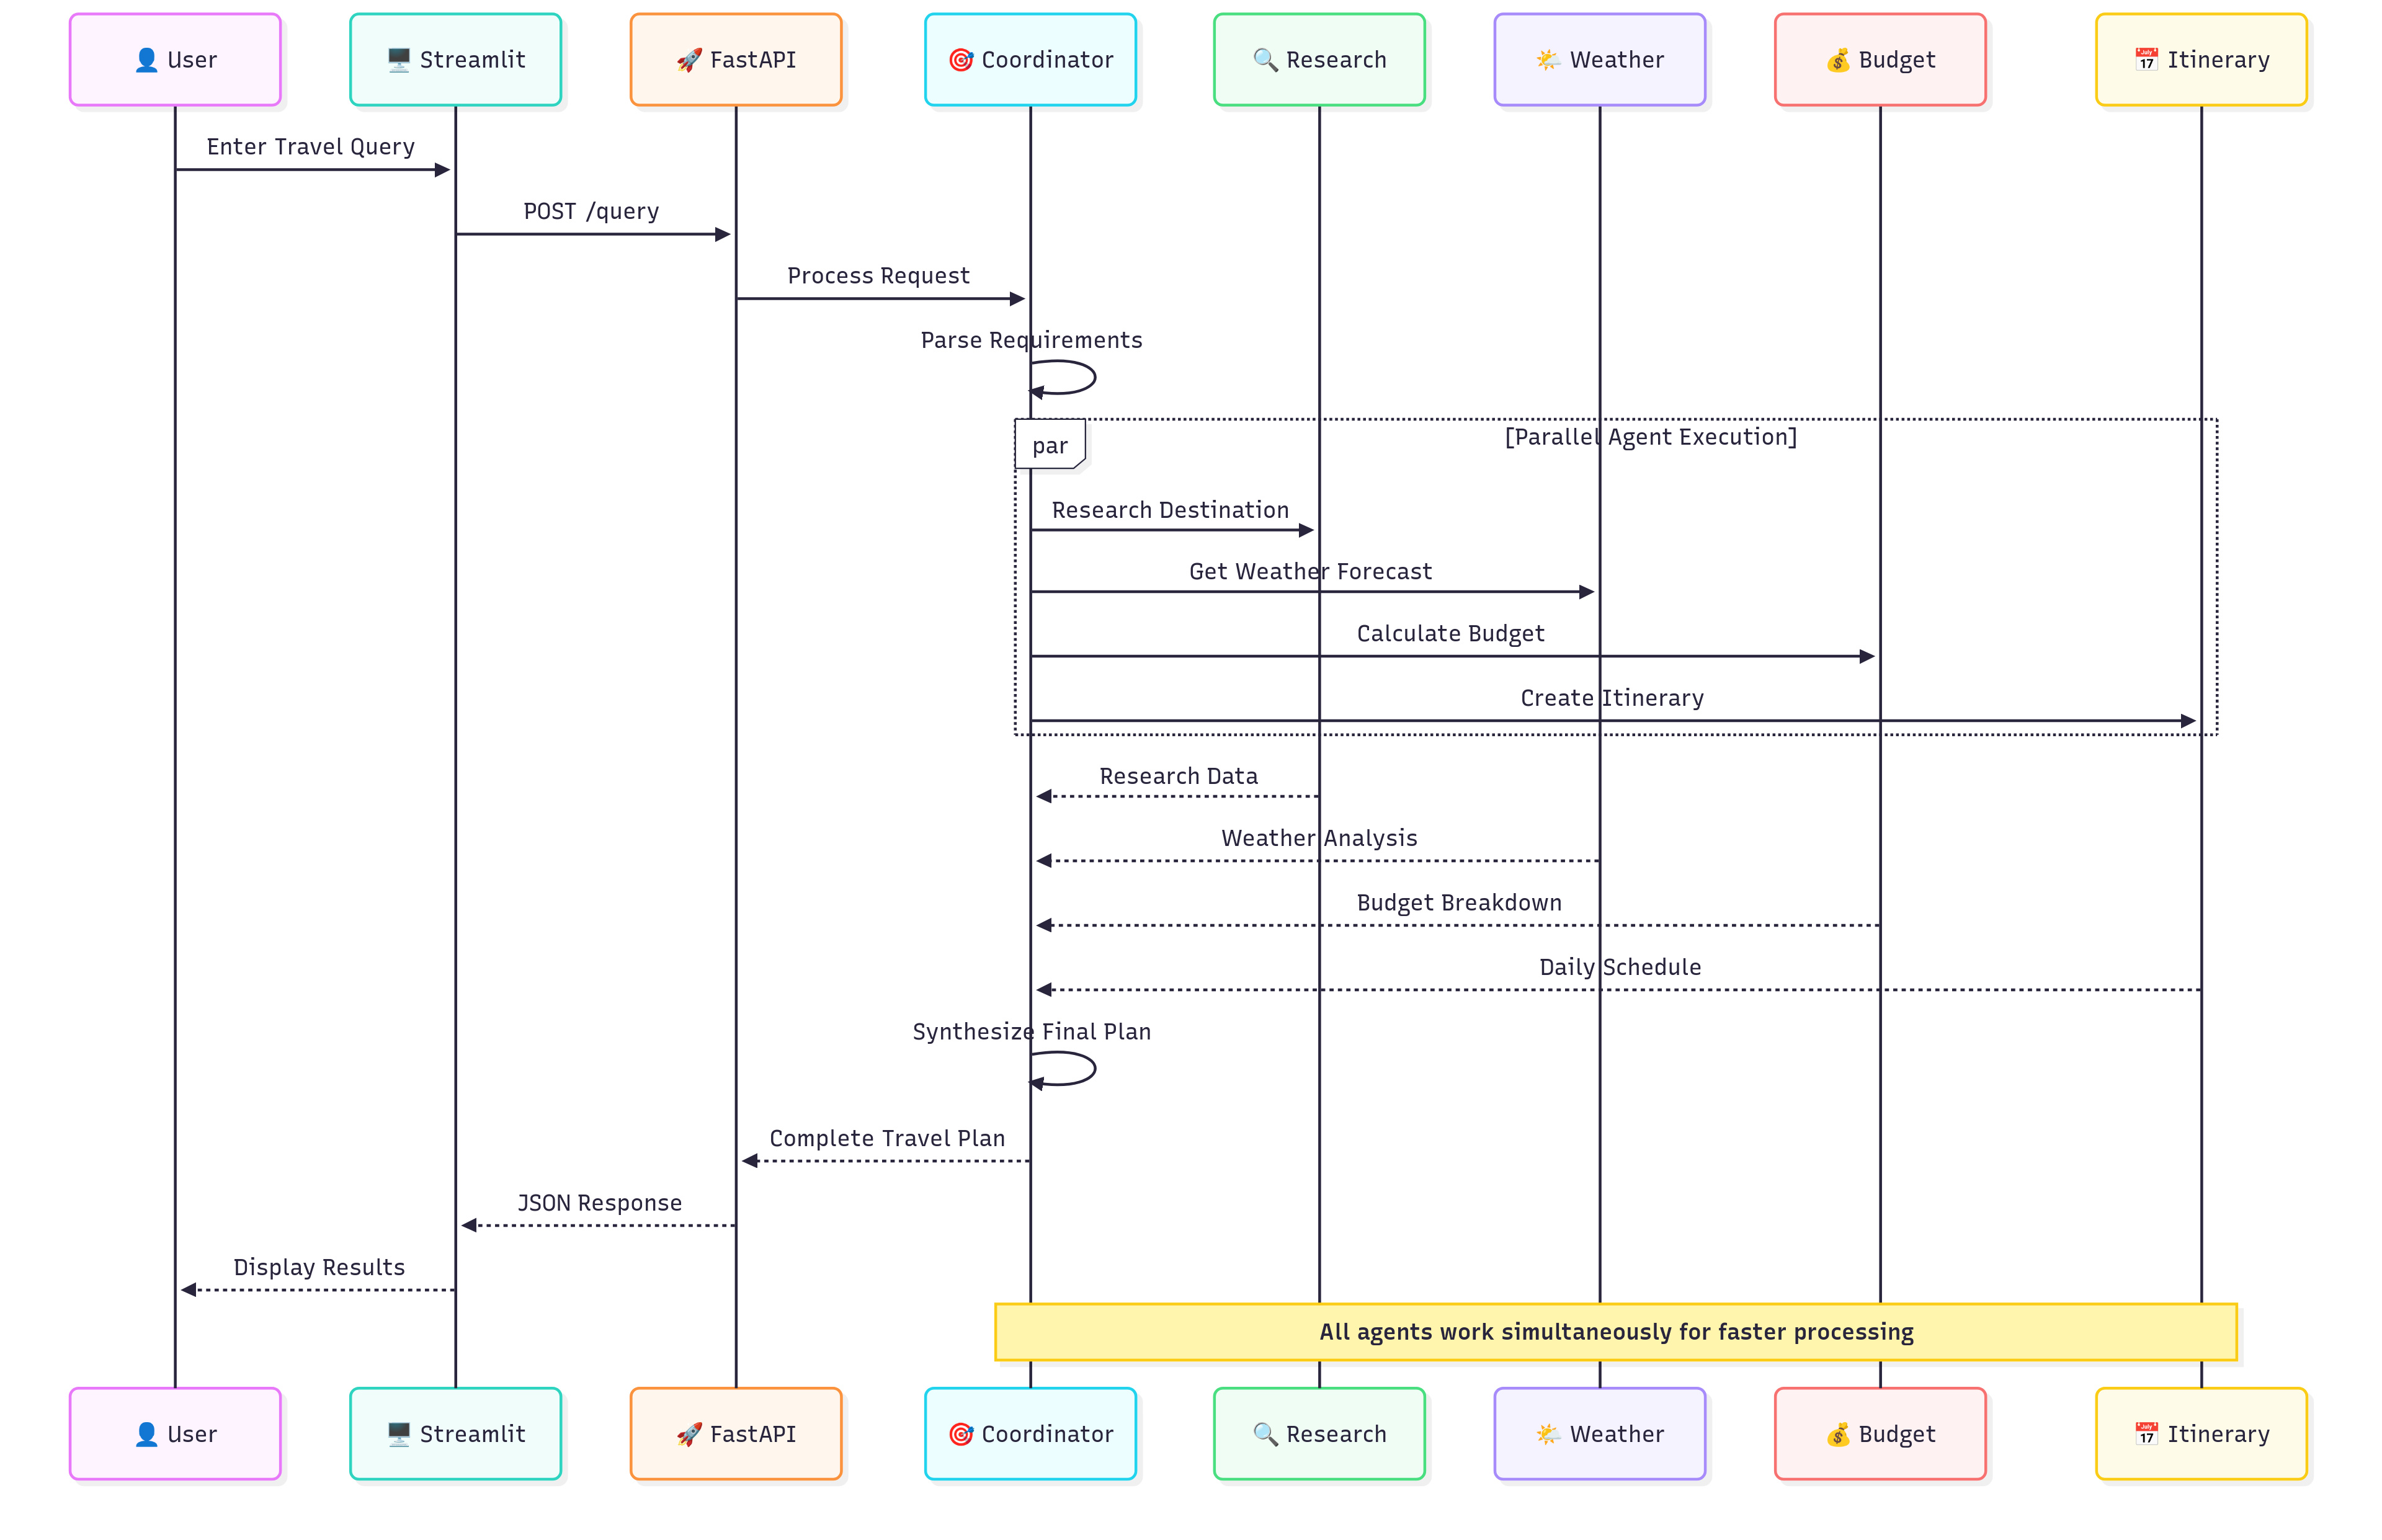 User
Streamlit
FastAPI
Coordinator
Research
Weather
Budget
Itinerary
Enter Travel Query
POST /query
Process Request
Parse Requirements
par
[Parallel Agent Execution]
Research Destination
Get Weather Forecast
Calculate Budget
Create Itinerary
Research Data
Weather Analysis
Budget Breakdown
Daily Schedule
Synthesize Final Plan
Complete Travel Plan
JSON Response
Display Results
All agents work simultaneously for faster processing
User
Streamlit
FastAPI
Coordinator
Research
Weather
Budget
Itinerary